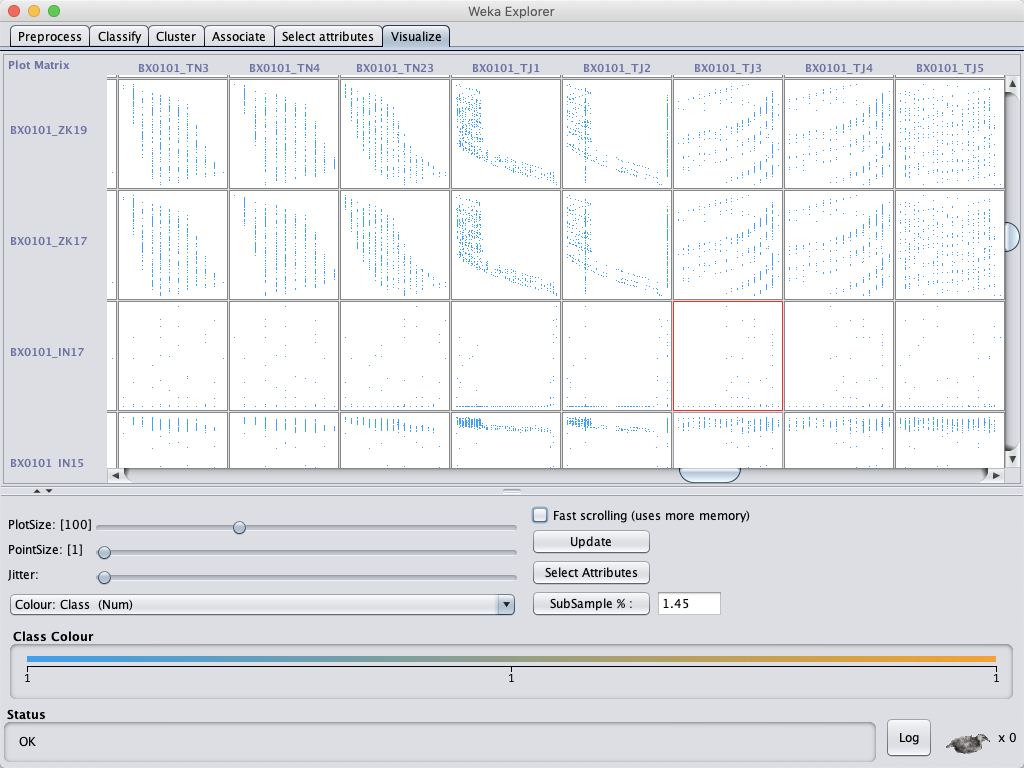 Weka Explorer
Preprocess Classify Cluster Associate Select attributes Visualize
Plot Matrix BX0101_TN3 BX0101_TN4 BX0101_TN23 BX0101_TJ1 BX0101_TJ2 BX0101_TJ3 BX0101_TJ4 BX0101_TJ5
BX0101_ZK19
BX0101_ZK17
BX0101_IN17
BX0101_IN15
PlotSize: [100]
PointSize: [1]
Jitter:
Colour: Class (Num)
Fast scrolling (uses more memory)
Update
Select Attributes
SubSample % : 1.45
Class Colour
1 1 1
Status
OK
Log x 0